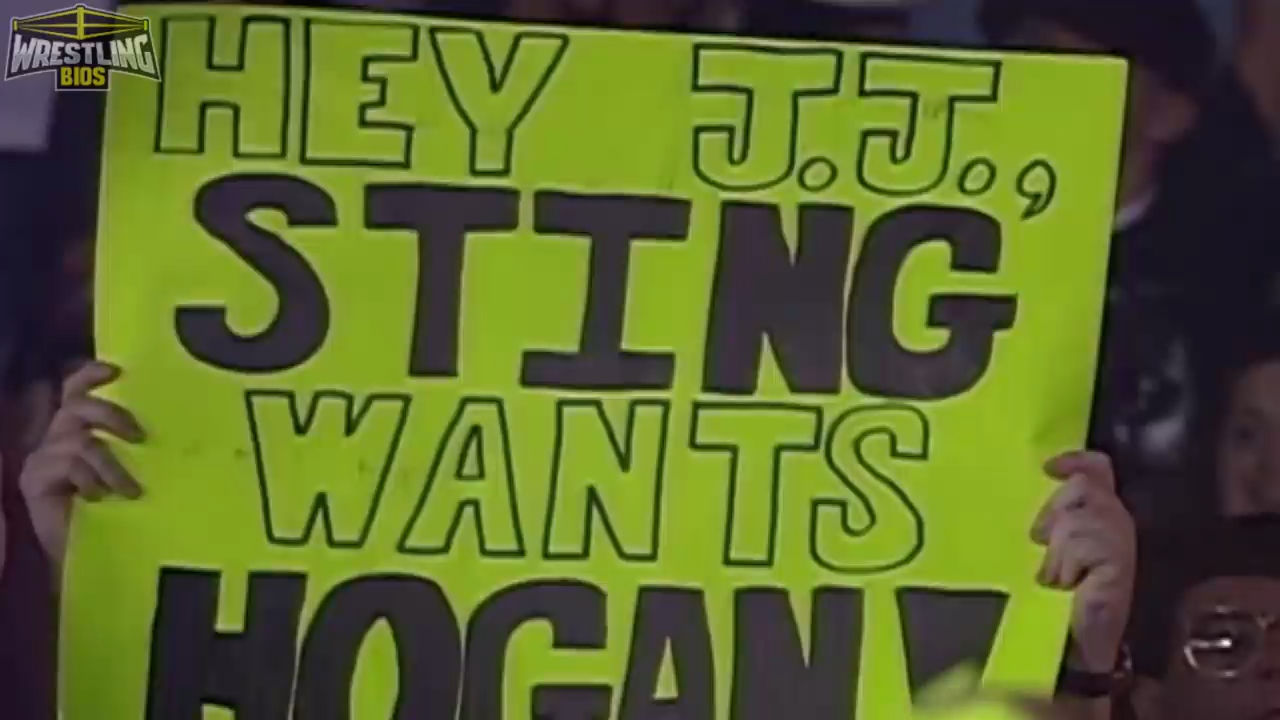 WRESTLING
BIOS
HEY J.J.,
STING
WANTS
HOGAN!